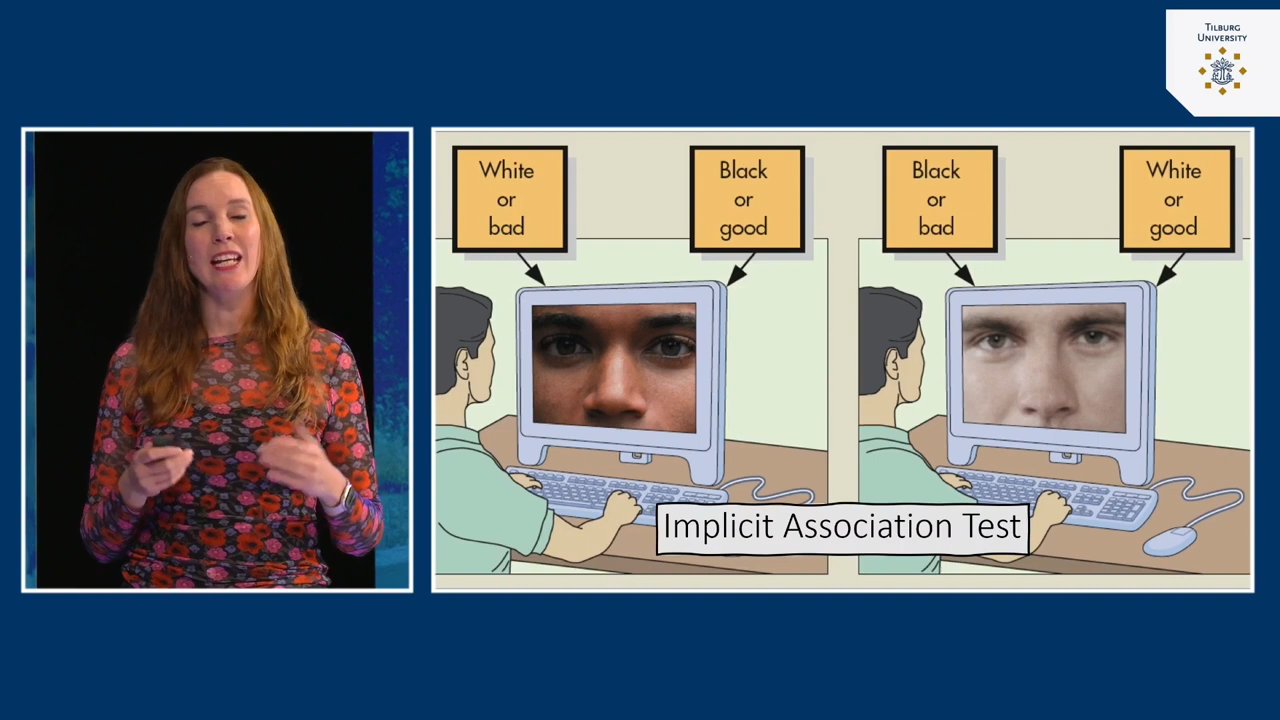 TILBURG
UNIVERSITY
White
or
bad
Black
or
good
Black
or
bad
White
or
good
Implicit Association Test